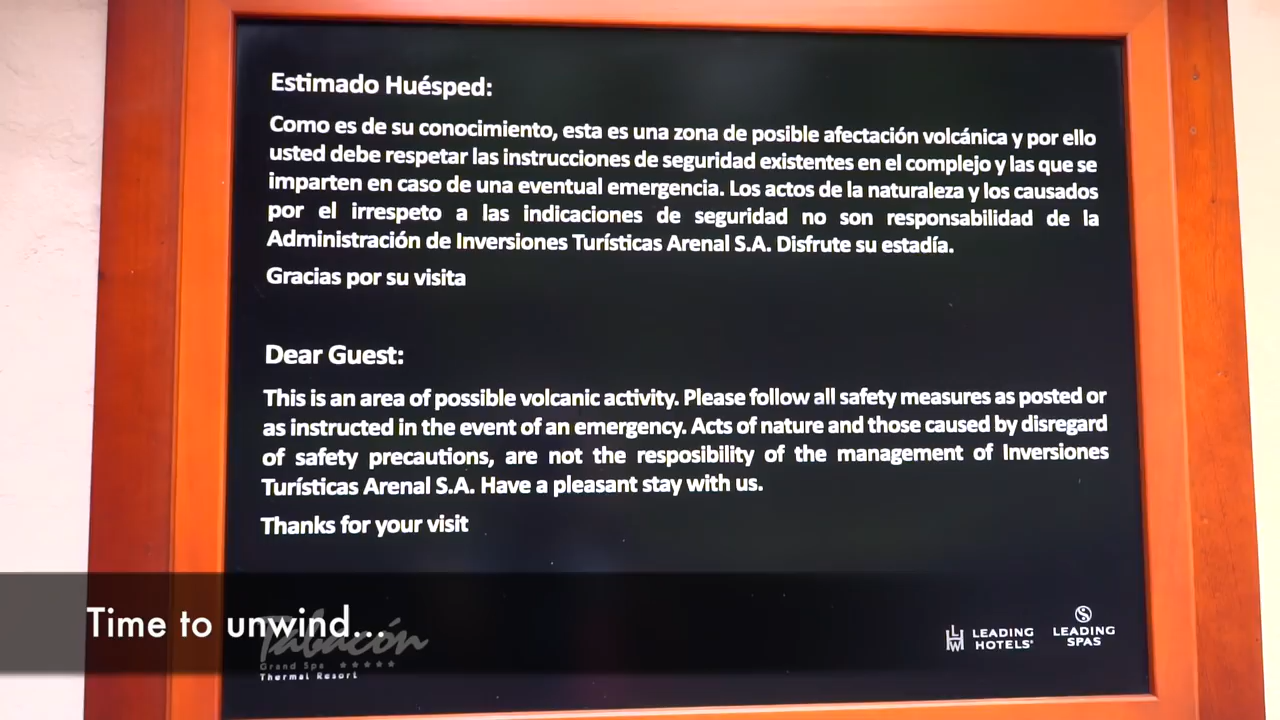 Estimado Huésped:
Como es de su conocimiento, esta es una zona de posible afectación volcánica y por ello
usted debe respetar las instrucciones de seguridad existentes en el complejo y las que se
imparten en caso de una eventual emergencia. Los actos de la naturaleza y los causados
por el irrespeto a las indicaciones de seguridad no son responsabilidad de la
Administración de Inversiones Turísticas Arenal S.A. Disfrute su estadía.
Gracias por su visita
Dear Guest:
This is an area of possible volcanic activity. Please follow all safety measures as posted or
as instructed in the event of an emergency. Acts of nature and those caused by disregard
of safety precautions, are not the resposibility of the management of Inversiones
Turísticas Arenal S.A. Have a pleasant stay with us.
Thanks for your visit
Time to unwind...
Tabacón
Grand Spa ★★★★★
Thermal Resort
LEADING
HOTELS
LEADING
SPAS